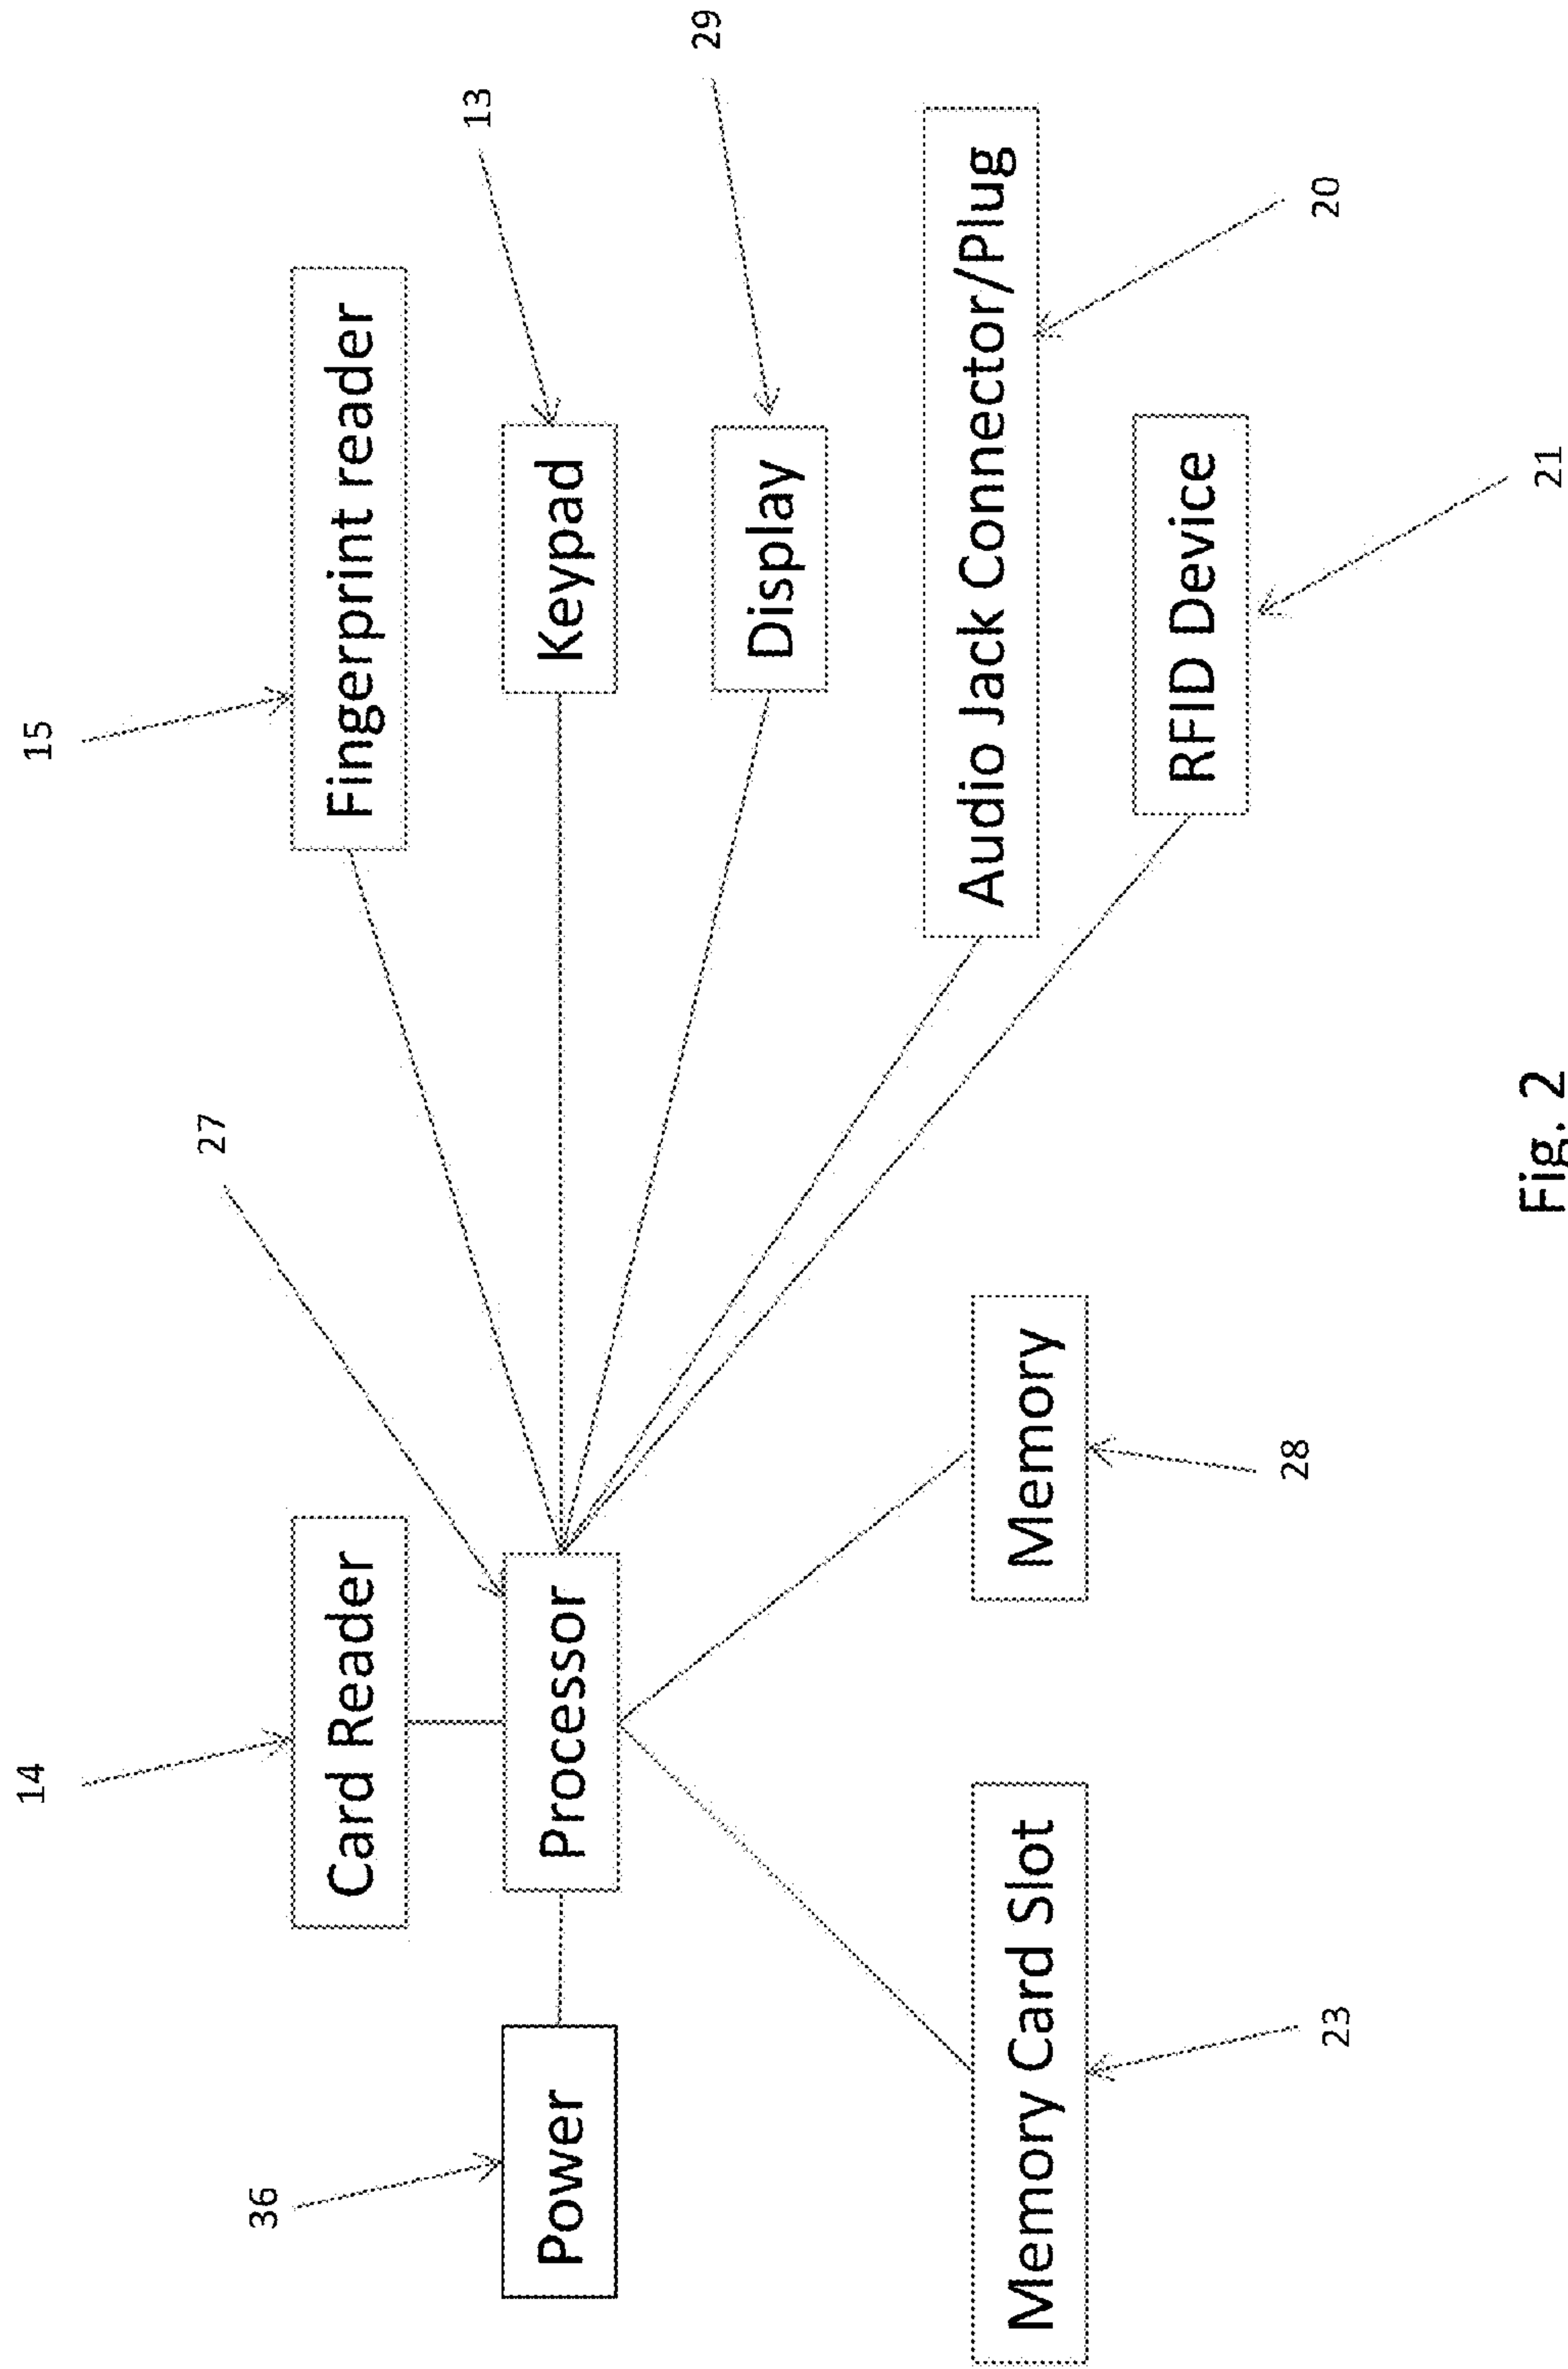 14
15
27
36
13
29
Card Reader
Fingerprint reader
Power
Processor
Keypad
Display
Memory Card Slot
Memory
Audio Jack Connector/Plug
RFID Device
23
28
20
21
Fig. 2